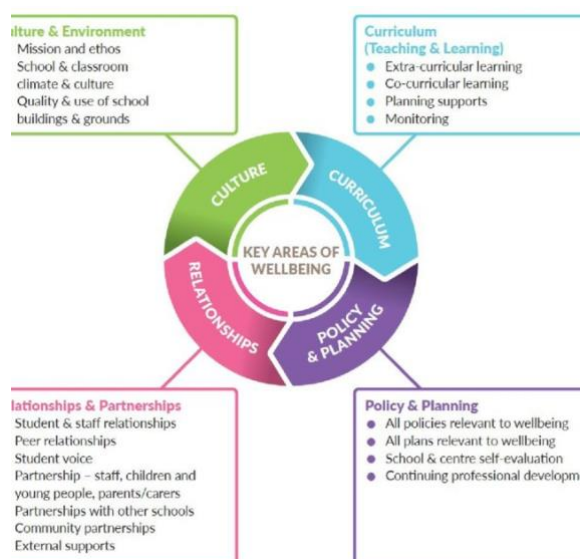 ulture & Environment
Mission and ethos
School & classroom
climate & culture
Quality & use of school
buildings & grounds
Curriculum
(Teaching & Learning)
Extra-curricular learning
Co-curricular learning
Planning supports
Monitoring
CULTURE
CURRICULUM
KEY AREAS OF
WELLBEING
RELATIONSHIPS
POLICY
& PLANNING
lationships & Partnerships
Student & staff relationships
Peer relationships
Student voice
Partnership – staff, children and
young people, parents/carers
Partnerships with other schools
Community partnerships
External supports
Policy & Planning
All policies relevant to wellbeing
All plans relevant to wellbeing
School & centre self-evaluation
Continuing professional developm